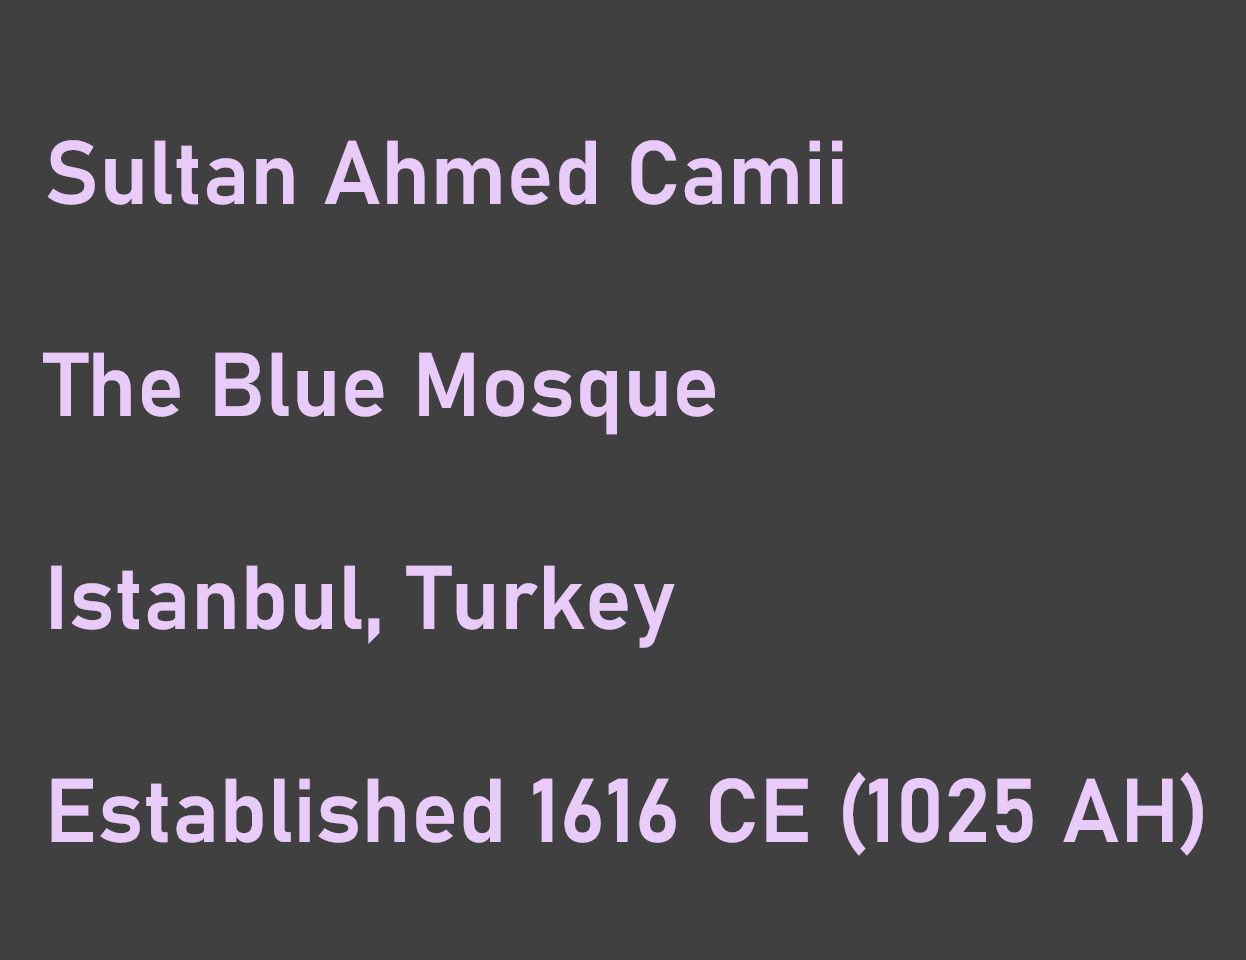 Sultan Ahmed Camii
The Blue Mosque
Istanbul, Turkey
Established 1616 CE (1025 AH)